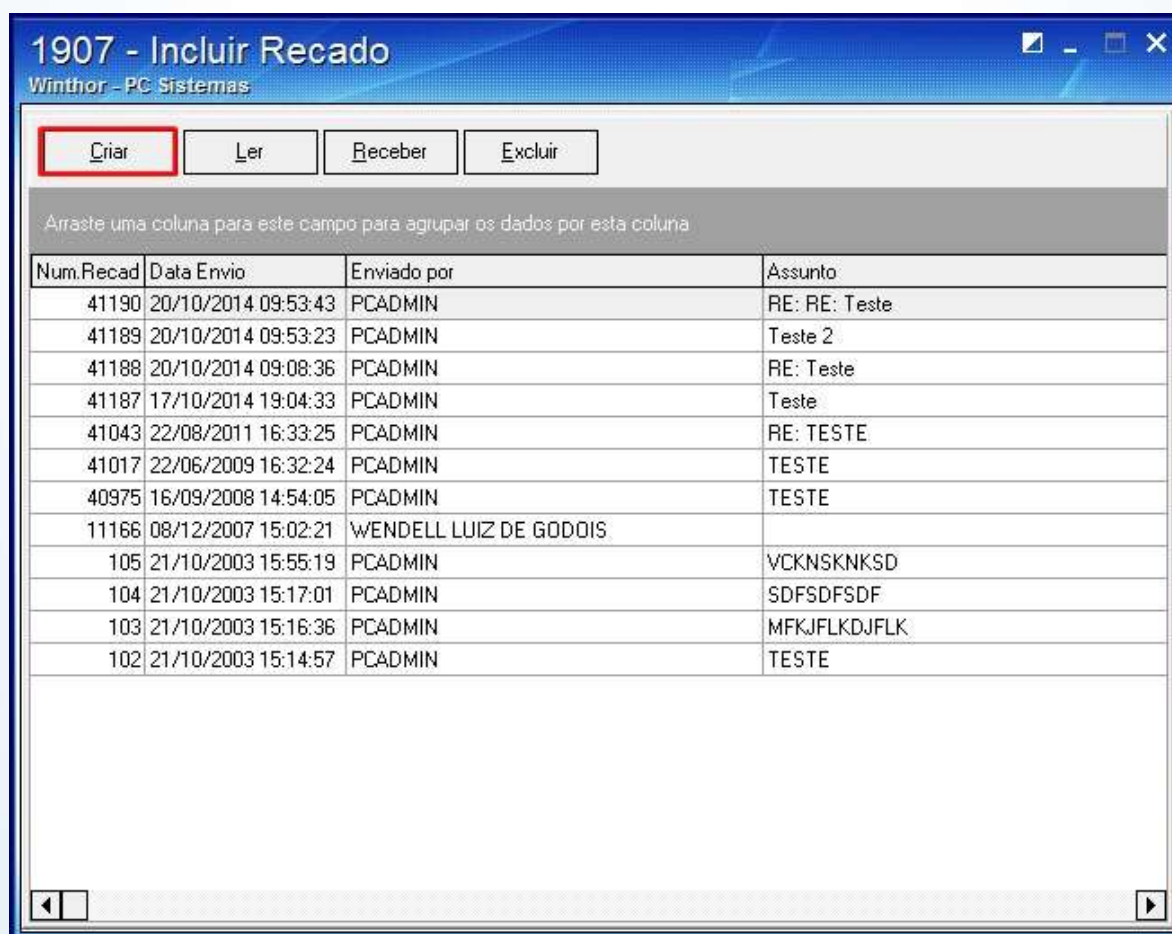 1907 - Incluir Recado
Winthor - PC Sistemas
Criar Ler Receber Excluir
Arraste uma coluna para este campo para agrupar os dados por esta coluna
Num.Recad Data Envio Enviado por Assunto
41190 20/10/2014 09:53:43 PCADMIN RE: RE: Teste
41189 20/10/2014 09:53:23 PCADMIN Teste 2
41188 20/10/2014 09:08:36 PCADMIN RE: Teste
41187 17/10/2014 19:04:33 PCADMIN Teste
41043 22/08/2011 16:33:25 PCADMIN RE: TESTE
41017 22/06/2009 16:32:24 PCADMIN TESTE
40975 16/09/2008 14:54:05 PCADMIN TESTE
11166 08/12/2007 15:02:21 WENDELL LUIZ DE GODOIS
105 21/10/2003 15:55:19 PCADMIN VCKNSKNKSD
104 21/10/2003 15:17:01 PCADMIN SDFSDFSDF
103 21/10/2003 15:16:36 PCADMIN MFKJFLKDJFLK
102 21/10/2003 15:14:57 PCADMIN TESTE